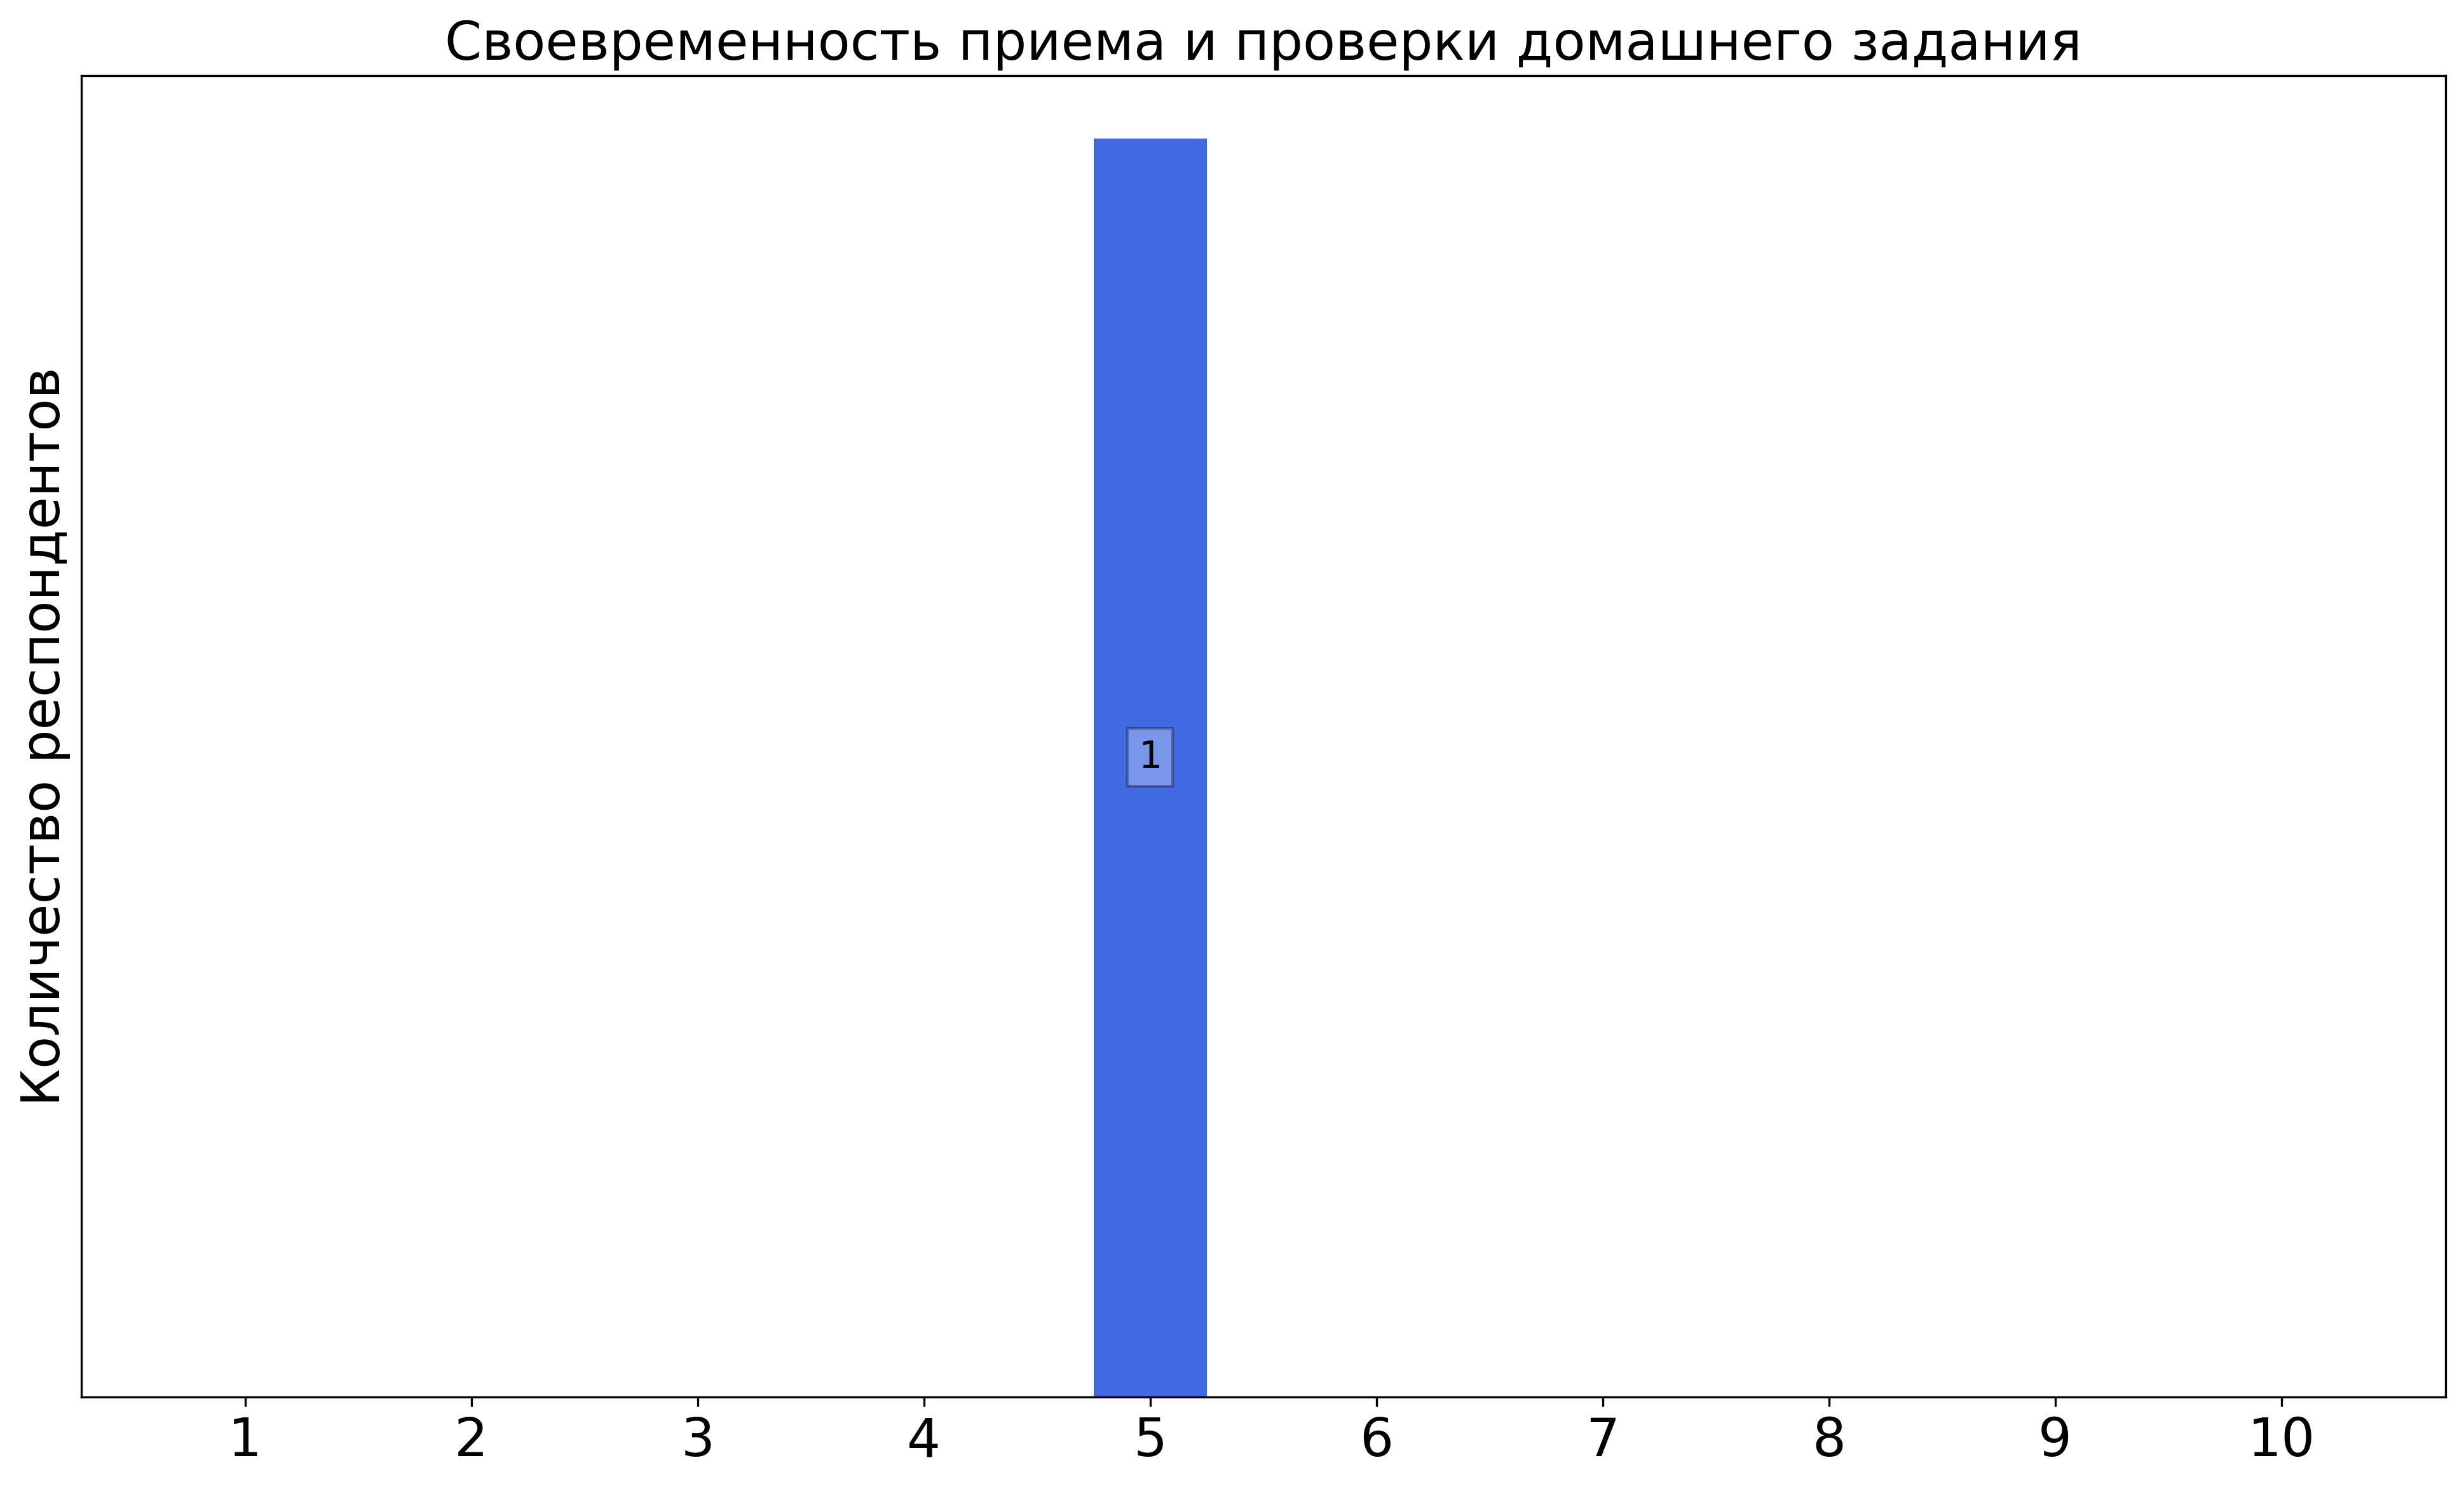 Своевременность приема и проверки домашнего задания
Количество респондентов
1
1 2 3 4 5 6 7 8 9 10